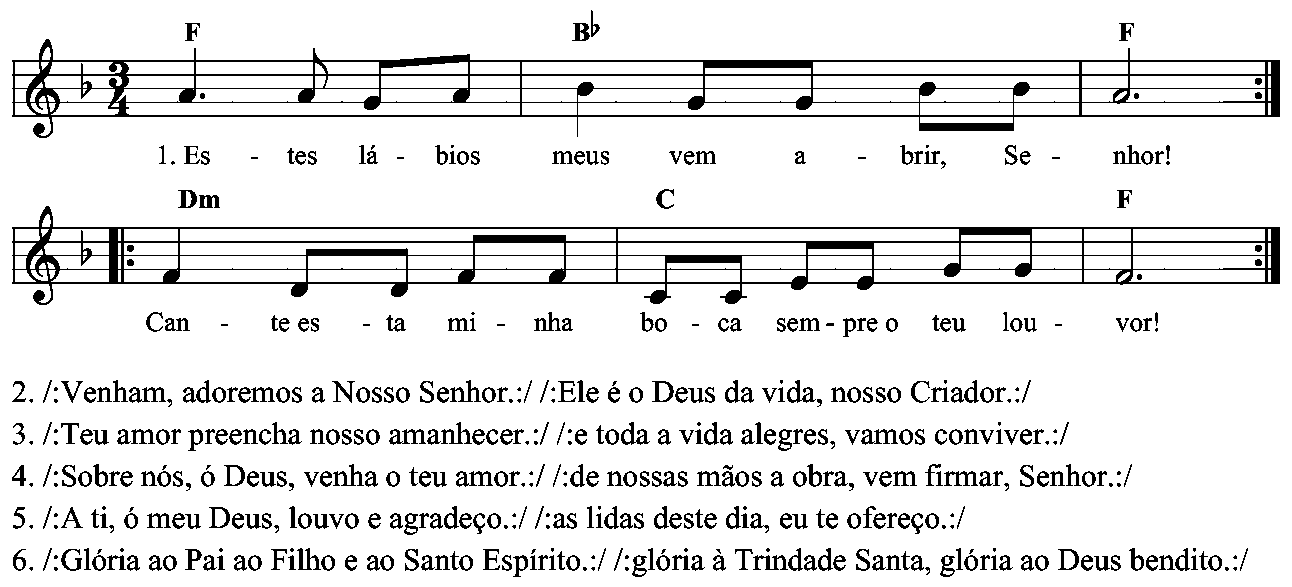 F B♭ F
3
4
1. Es - tes lá - bios meus vem a - brir, Se - nhor!
Dm C F
Can - te es - ta mi - nha bo - ca sem - pre o teu lou - vor!
2. /:Venham, adoremos a Nosso Senhor.:/ /:Ele é o Deus da vida, nosso Criador.:/
3. /:Teu amor preencha nosso amanhecer.:/ /:e toda a vida alegres, vamos conviver.:/
4. /:Sobre nós, ó Deus, venha o teu amor.:/ /:de nossas mãos a obra, vem firmar, Senhor.:/
5. /:A ti, ó meu Deus, louvo e agradeço.:/ /:as lidas deste dia, eu te ofereço.:/
6. /:Glória ao Pai ao Filho e ao Santo Espírito.:/ /:glória à Trindade Santa, glória ao Deus bendito.:/